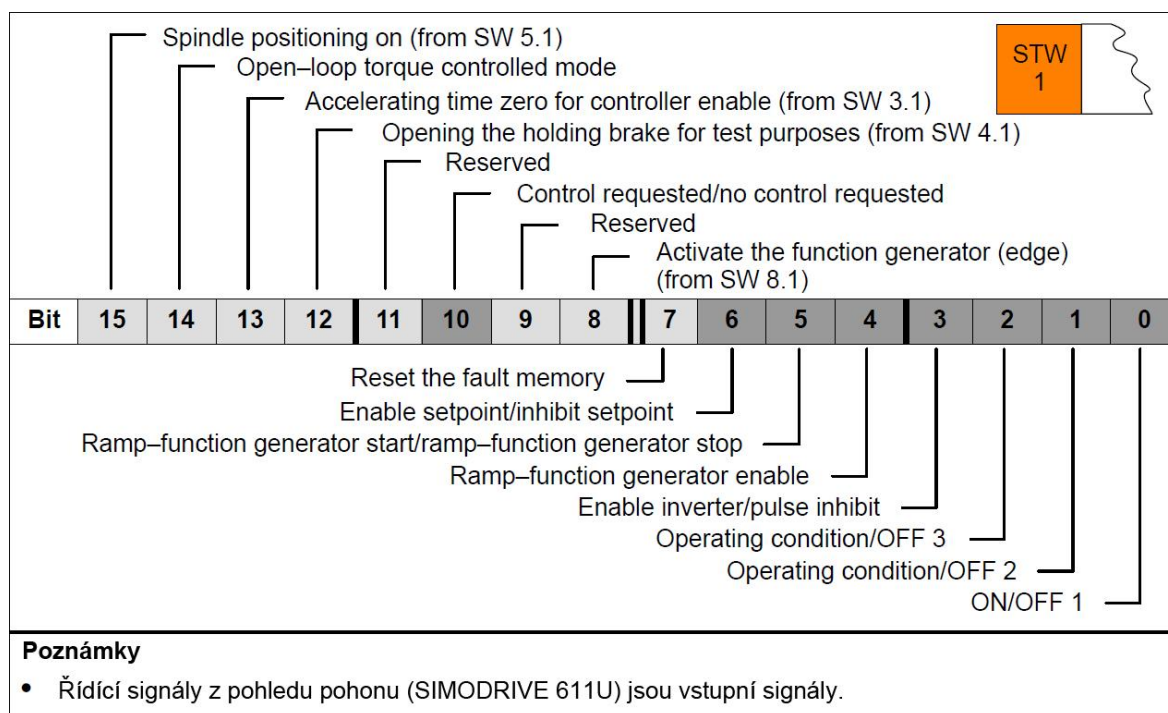 Spindle positioning on (from SW 5.1)
STW
1
Open–loop torque controlled mode
Accelerating time zero for controller enable (from SW 3.1)
Opening the holding brake for test purposes (from SW 4.1)
Reserved
Control requested/no control requested
Reserved
Activate the function generator (edge)
(from SW 8.1)
Bit 15 14 13 12 11 10 9 8 7 6 5 4 3 2 1 0
Reset the fault memory
Enable setpoint/inhibit setpoint
Ramp–function generator start/ramp–function generator stop
Ramp–function generator enable
Enable inverter/pulse inhibit
Operating condition/OFF 3
Operating condition/OFF 2
ON/OFF 1
Poznámky
• Řídící signály z pohledu pohonu (SIMODRIVE 611U) jsou vstupní signály.